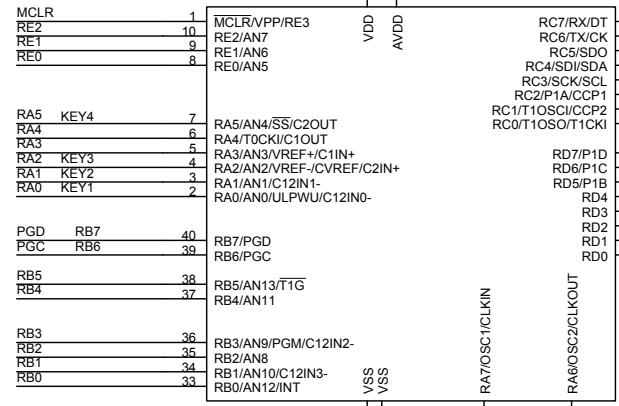 MCLR 1 MCLR/VPP/RE3 VDD AVDD RC7/RX/DT
RE2 10 RE2/AN7 RC6/TX/CK
RE1 9 RE1/AN6 RC5/SDO
RE0 8 RE0/AN5 RC4/SDI/SDA
RC3/SCK/SCL
RC2/P1A/CCP1
RC1/T1OSCI/CCP2
RA5 KEY4 7 RA5/AN4/SS/C2OUT RC0/T1OSO/T1CKI
RA4 6 RA4/T0CKI/C1OUT
RA3 5 RA3/AN3/VREF+/C1IN+ RD7/P1D
RA2 KEY3 4 RA2/AN2/VREF-/CVREF/C2IN+ RD6/P1C
RA1 KEY2 3 RA1/AN1/C12IN1- RD5/P1B
RA0 KEY1 2 RA0/AN0/ULPWU/C12IN0- RD4
RD3
RD2
PGD RB7 40 RB7/PGD RD1
PGC RB6 39 RB6/PGC RD0
RB5 38 RB5/AN13/T1G
RB4 37 RB4/AN11
RB3 36 RB3/AN9/PGM/C12IN2-
RB2 35 RB2/AN8
RB1 34 RB1/AN10/C12IN3-
RB0 33 RB0/AN12/INT
VSS
VSS
RA7/OSC1/CLKIN
RA6/OSC2/CLKOUT